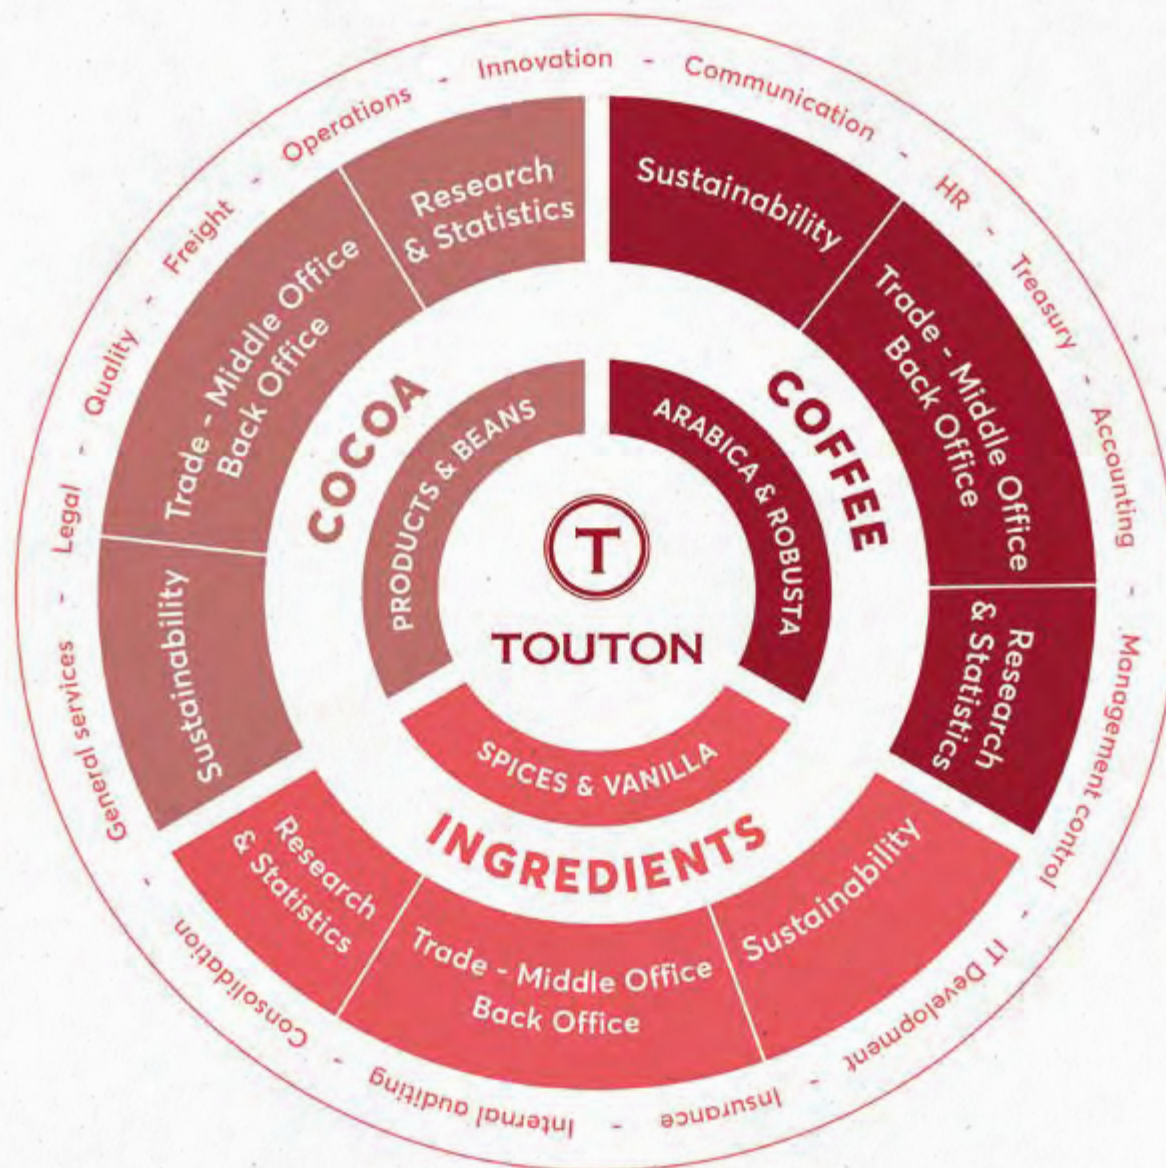 Innovation - Communication - HR - Treasury - Accounting - Management control - IT Development - Insurance - Internal auditing - Consolidation - General services - Legal - Quality - Freight - Operations -
Research
& Statistics
Trade - Middle Office
Back Office
Sustainability
COCOA
PRODUCTS & BEANS
Sustainability
Trade - Middle Office
Back Office
Research
& Statistics
COFFEE
ARABICA & ROBUSTA
T
TOUTON
SPICES & VANILLA
INGREDIENTS
Research
& Statistics
Trade - Middle Office
Back Office
Sustainability